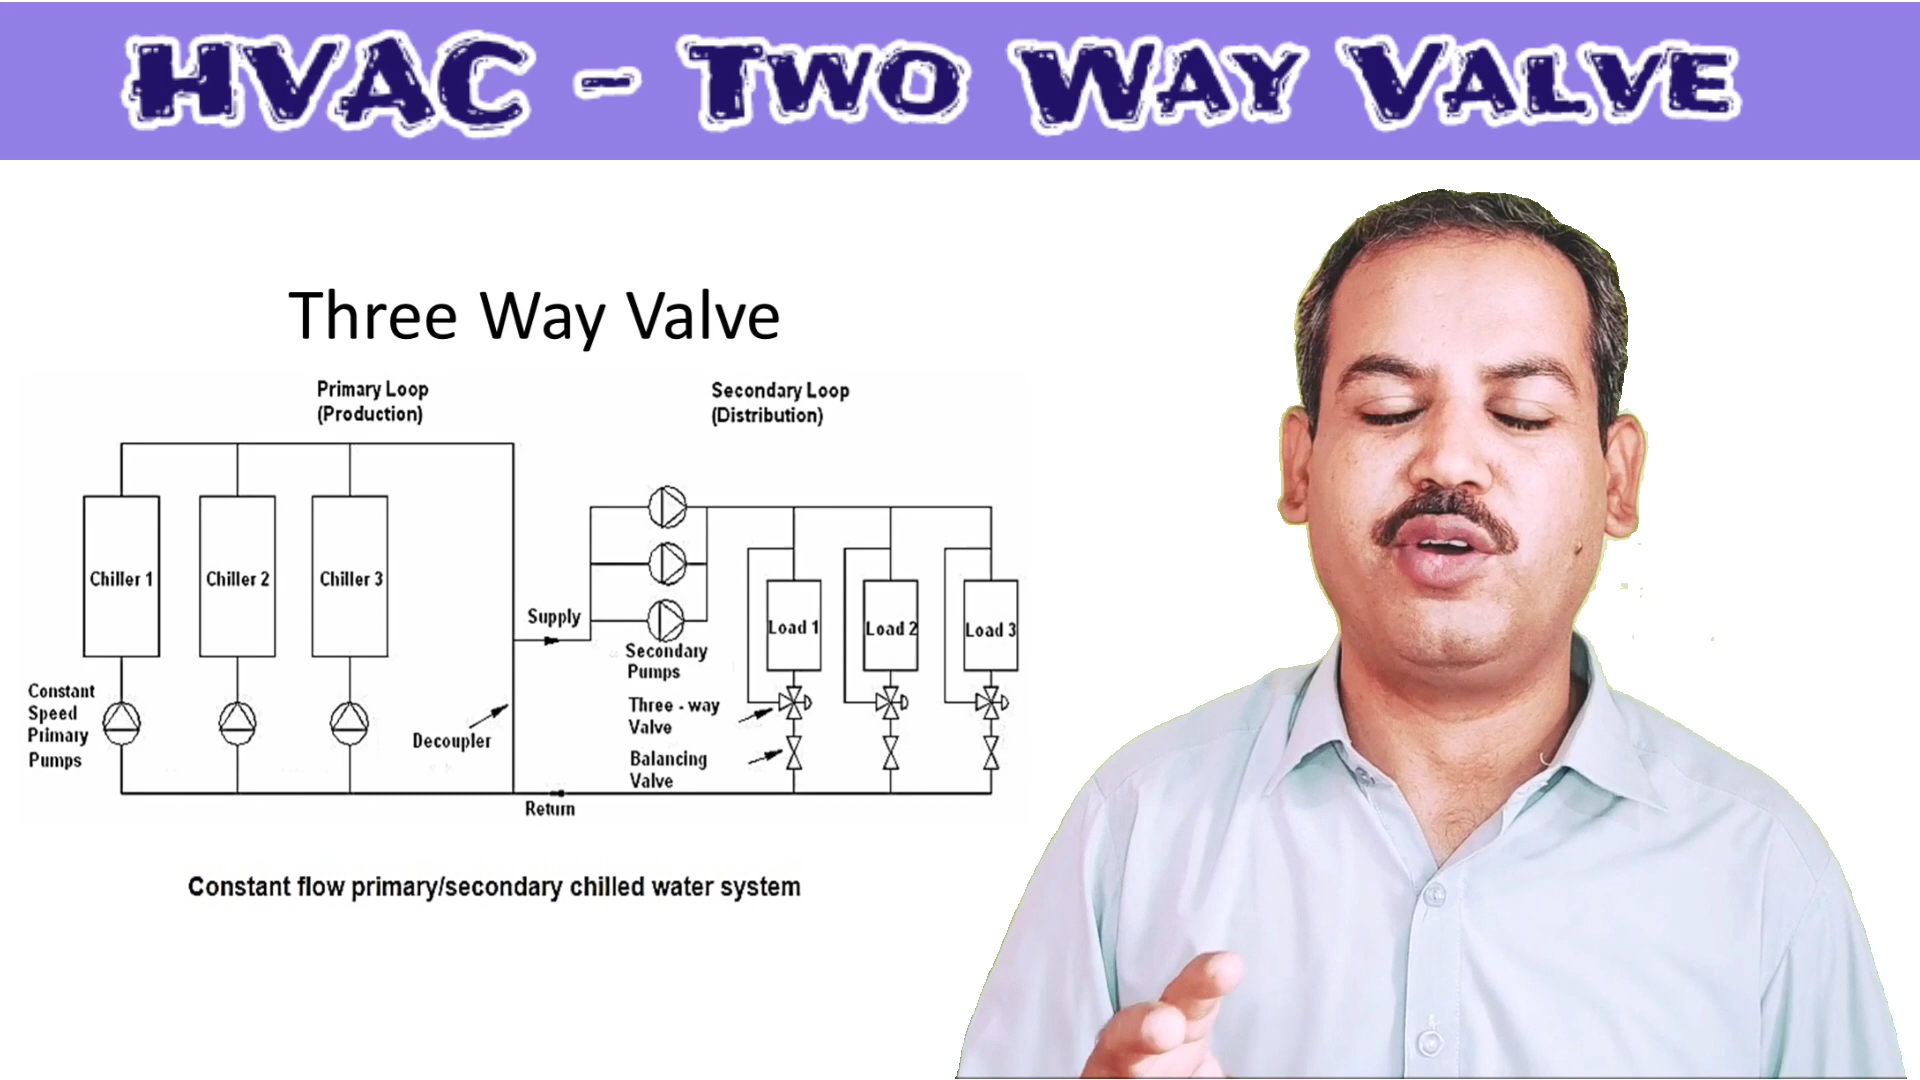 HVAC - Two Way Valve
Three Way Valve
Primary Loop
(Production)
Secondary Loop
(Distribution)
Chiller 1
Chiller 2
Chiller 3
Supply
Load 1
Load 2
Load 3
Secondary
Pumps
Constant
Speed
Primary
Pumps
Three - way
Valve
Decoupler
Balancing
Valve
Return
Constant flow primary/secondary chilled water system